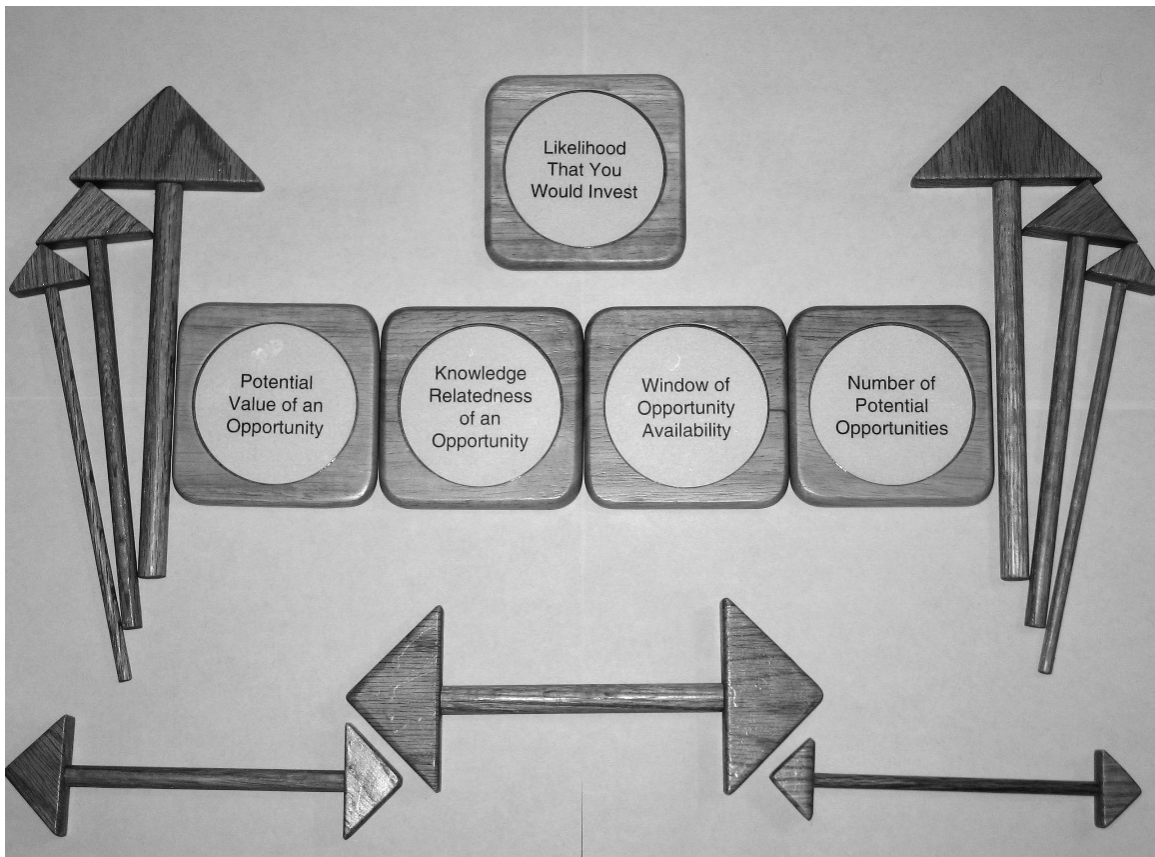 Likelihood
That You
Would Invest
Potential
Value of an
Opportunity
Knowledge
Relatedness
of an
Opportunity
Window of
Opportunity
Availability
Number of
Potential
Opportunities